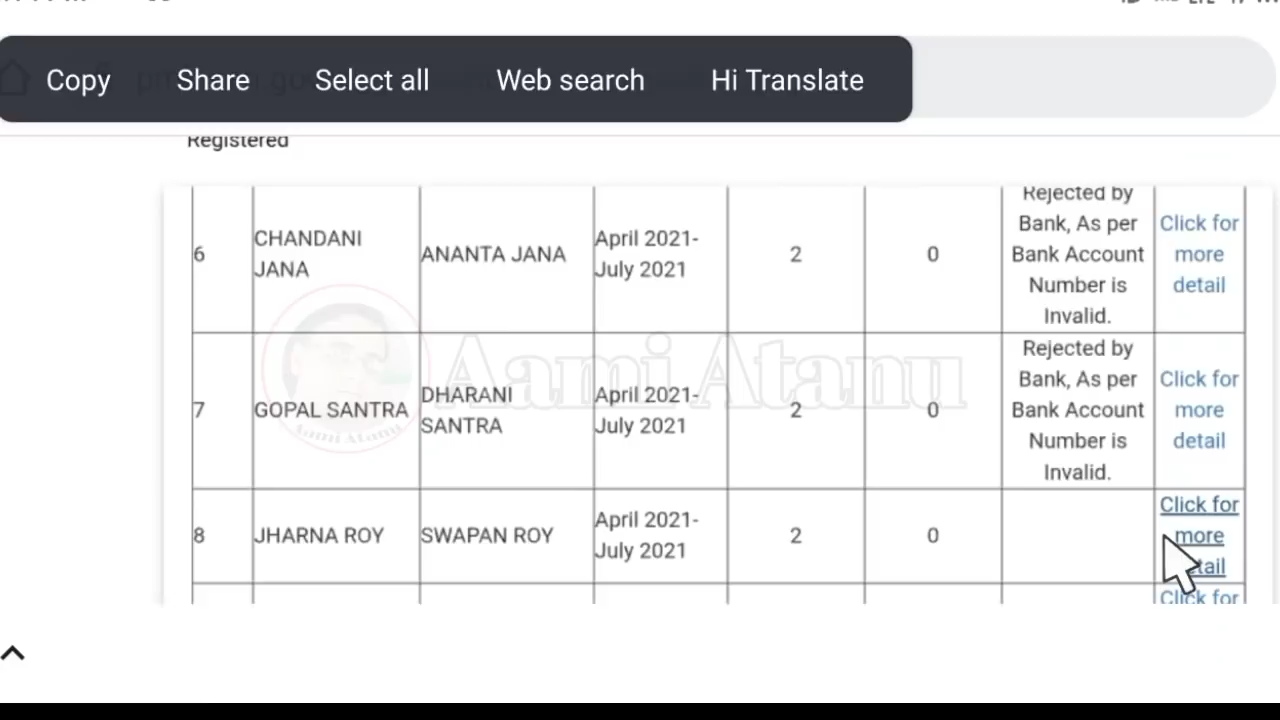 Copy Share Select all Web search Hi Translate
Registered
6 CHANDANI JANA ANANTA JANA April 2021- July 2021 2 0 Rejected by Bank, As per Bank Account Number is Invalid. Click for more detail
7 GOPAL SANTRA DHARANI SANTRA April 2021- July 2021 2 0 Rejected by Bank, As per Bank Account Number is Invalid. Click for more detail
8 JHARNA ROY SWAPAN ROY April 2021- July 2021 2 0 Click for more detail
Click for
Aami Atanu
Aami Atanu